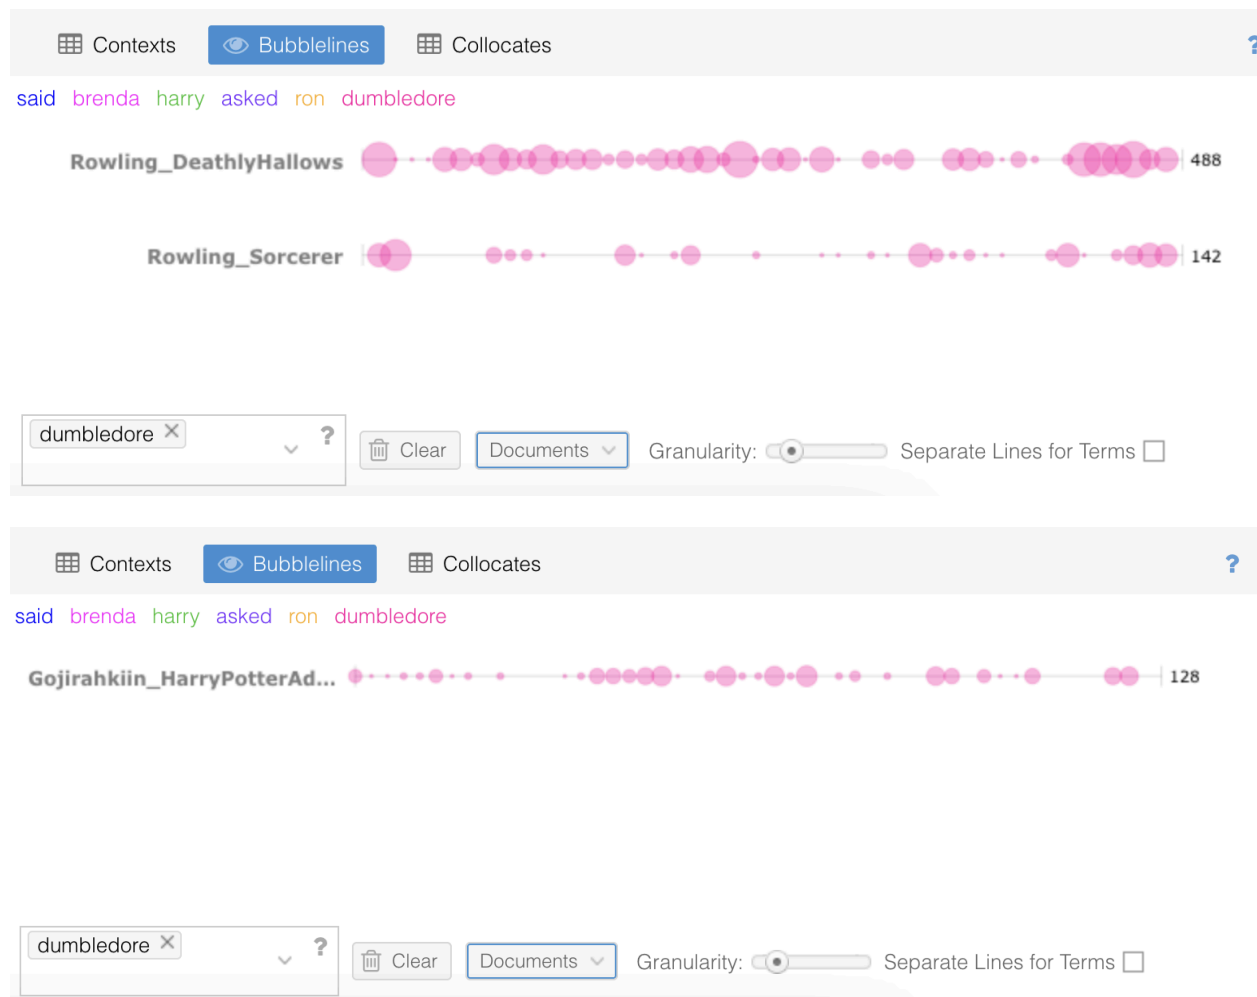 Contexts Bubblelines Collocates ?
said brenda harry asked ron dumbledore
Rowling_DeathlyHallows 488
Rowling_Sorcerer 142
dumbledore ? Clear Documents Granularity: Separate Lines for Terms
Contexts Bubblelines Collocates ?
said brenda harry asked ron dumbledore
Gojirahkiin_HarryPotterAd... 128
dumbledore ? Clear Documents Granularity: Separate Lines for Terms